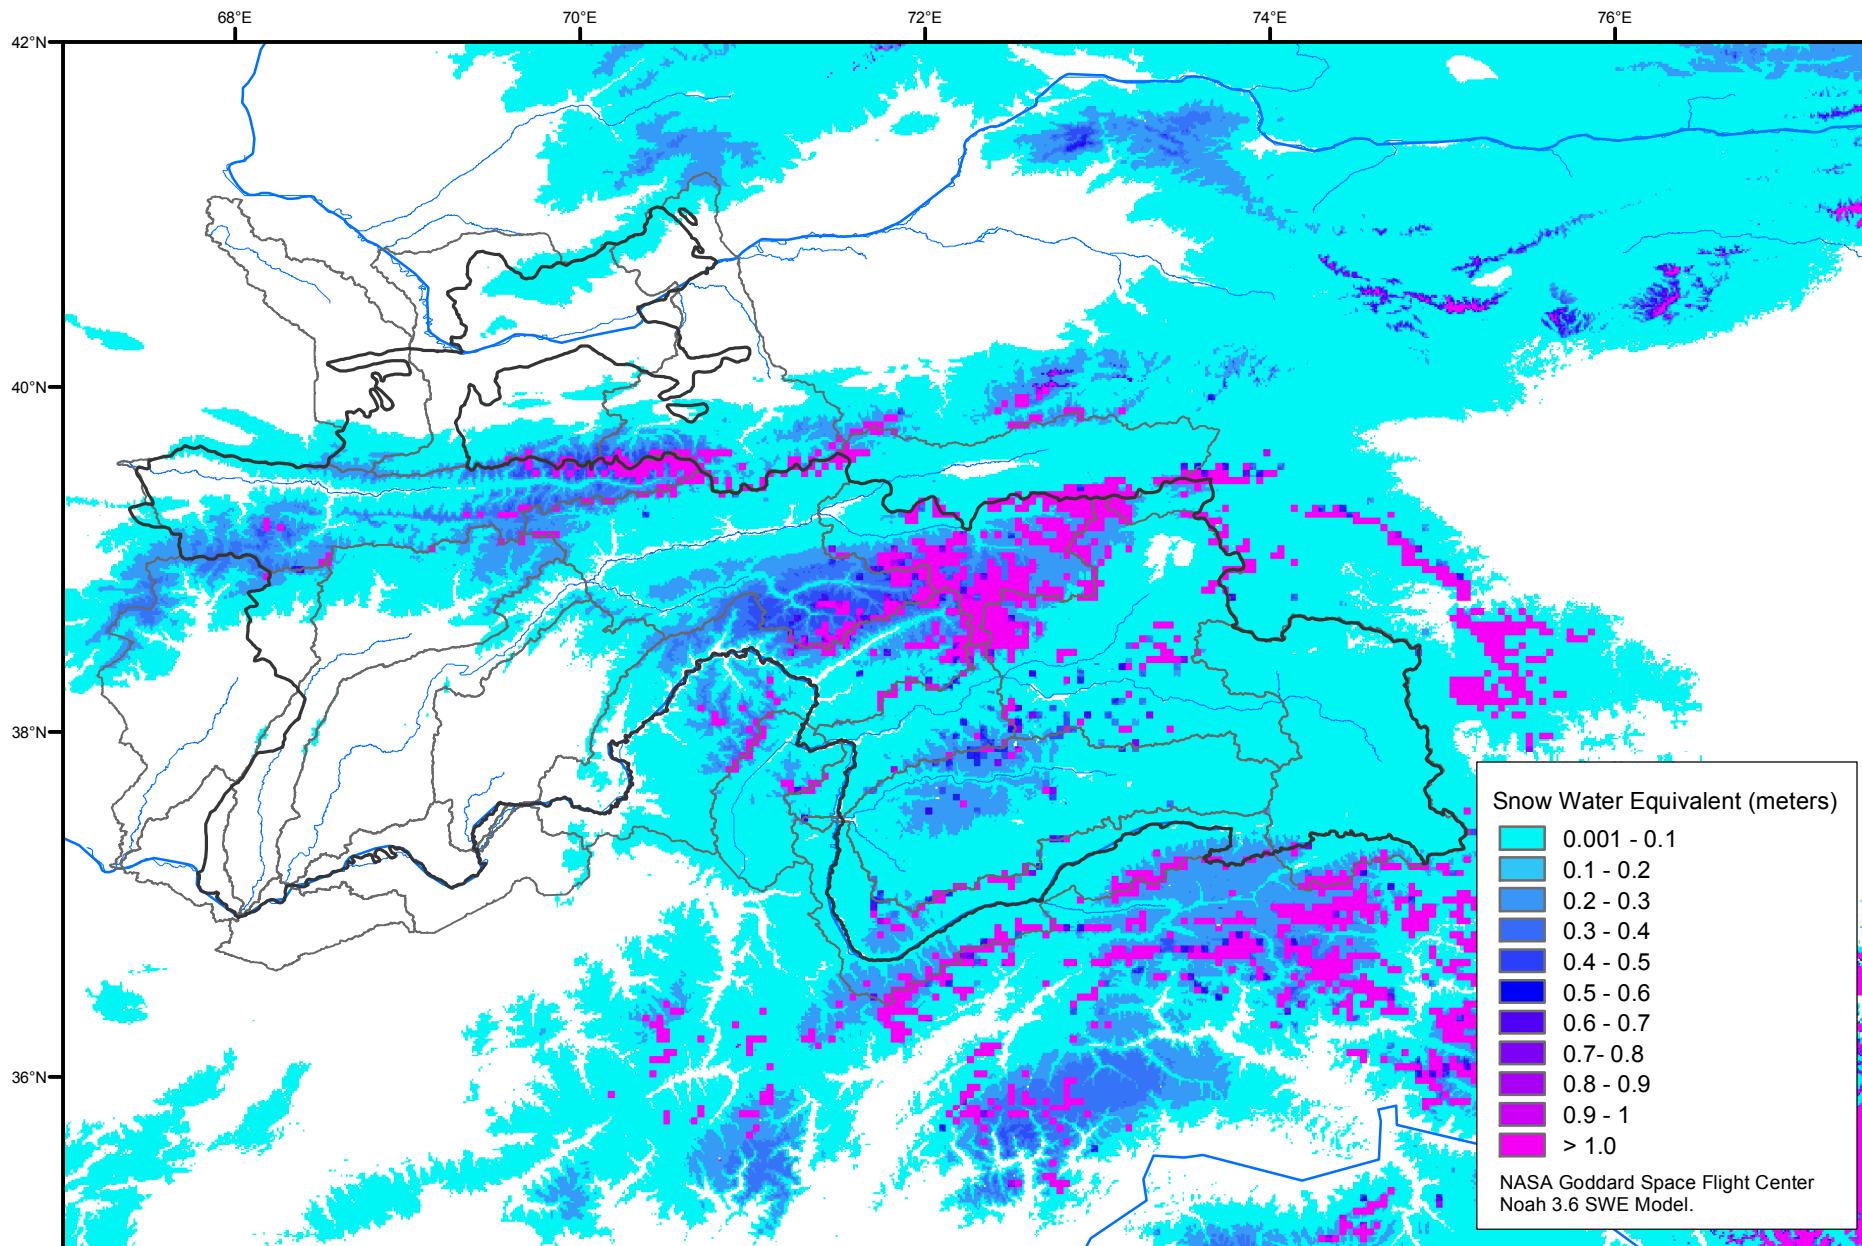 68°E
70°E
72°E
74°E
76°E
42°N
40°N
38°N
36°N
Snow Water Equivalent (meters)
0.001 - 0.1
0.1 - 0.2
0.2 - 0.3
0.3 - 0.4
0.4 - 0.5
0.5 - 0.6
0.6 - 0.7
0.7- 0.8
0.8 - 0.9
0.9 - 1
> 1.0
NASA Goddard Space Flight Center
Noah 3.6 SWE Model.